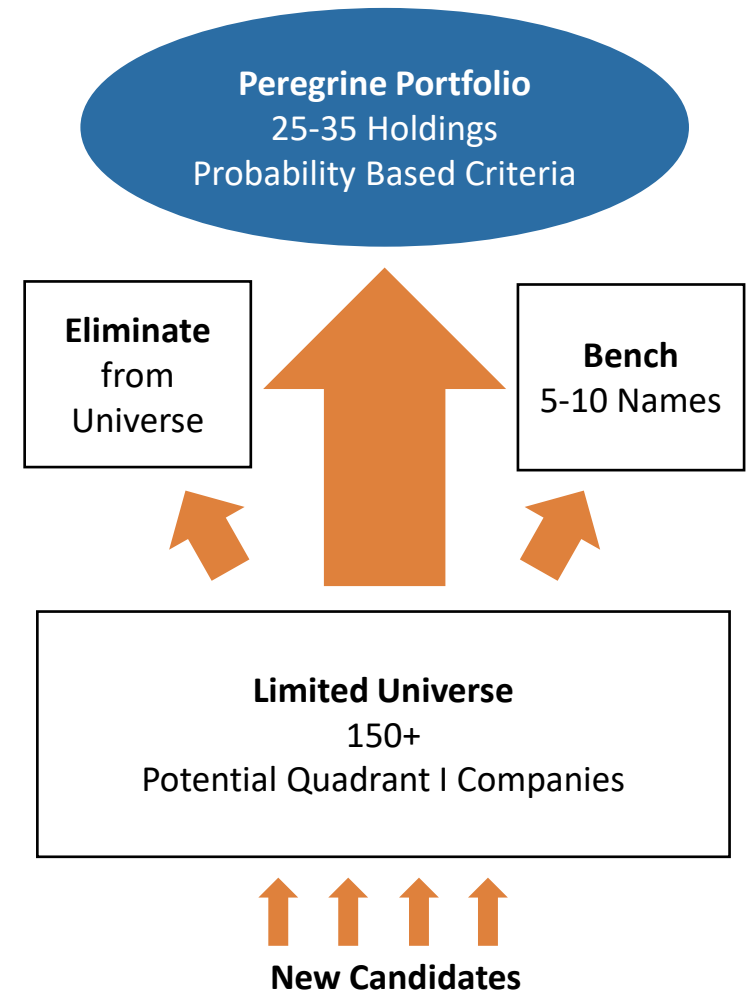 Peregrine Portfolio
25-35 Holdings
Probability Based Criteria
Eliminate
from
Universe
Bench
5-10 Names
Limited Universe
150+
Potential Quadrant I Companies
New Candidates